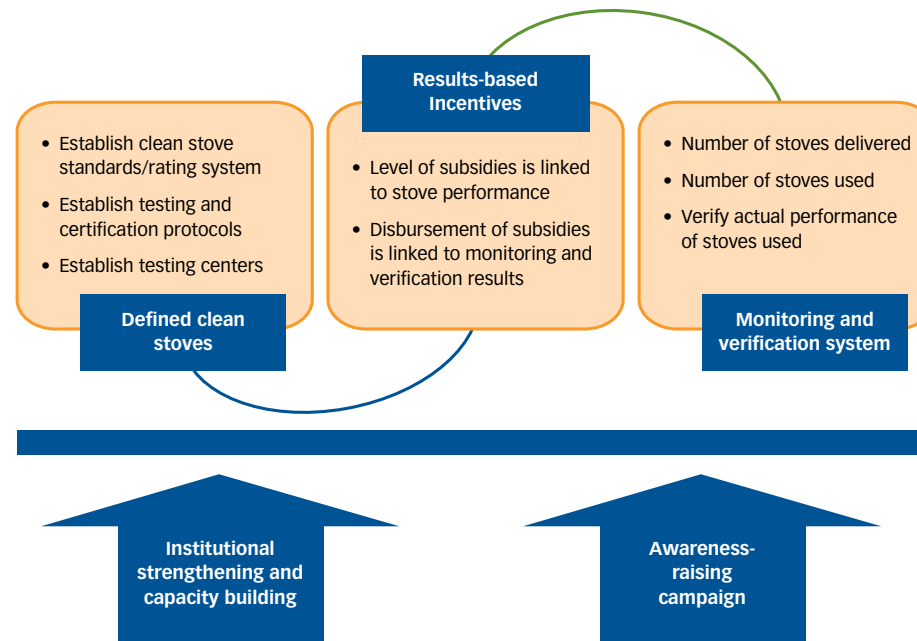 • Establish clean stove
standards/rating system
• Establish testing and
certification protocols
• Establish testing centers
Defined clean
stoves
Results-based
Incentives
• Level of subsidies is linked
to stove performance
• Disbursement of subsidies
is linked to monitoring and
verification results
• Number of stoves delivered
• Number of stoves used
• Verify actual performance
of stoves used
Monitoring and
verification system
Institutional
strengthening and
capacity building
Awareness-
raising
campaign